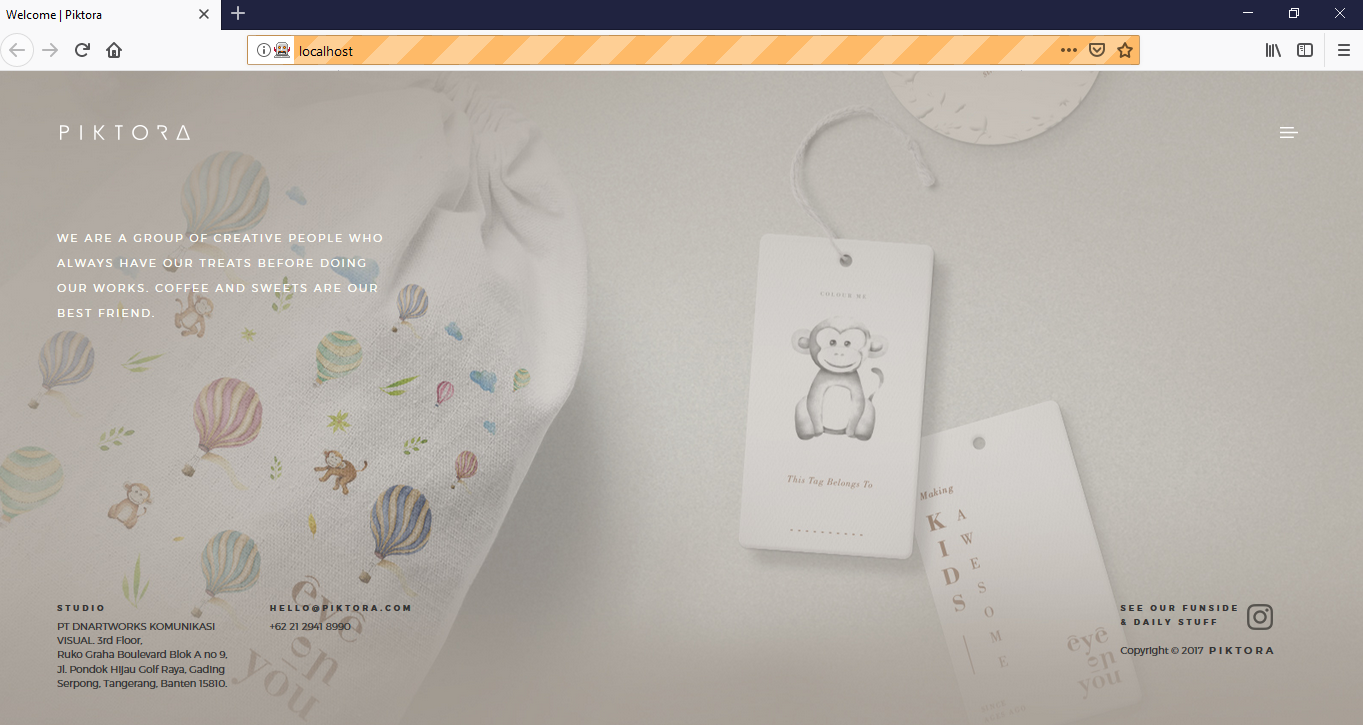 Welcome | Piktora
localhost
PIKTORA
WE ARE A GROUP OF CREATIVE PEOPLE WHO
ALWAYS HAVE OUR TREATS BEFORE DOING
OUR WORKS. COFFEE AND SWEETS ARE OUR
BEST FRIEND.
COLOUR ME
This Tag Belongs To
Making
KIDS
AWESOME
eyê
on
you
STUDIO
PT DNARTWORKS KOMUNIKASI
VISUAL. 3rd Floor,
Ruko Graha Boulevard Blok A no 9,
Jl. Pondok Hijau Golf Raya, Gading
Serpong, Tangerang, Banten 15810.
HELLO@PIKTORA.COM
+62 21 2941 8990
êyê
on
you
SEE OUR FUNSIDE
& DAILY STUFF
Copyright © 2017 PIKTORA